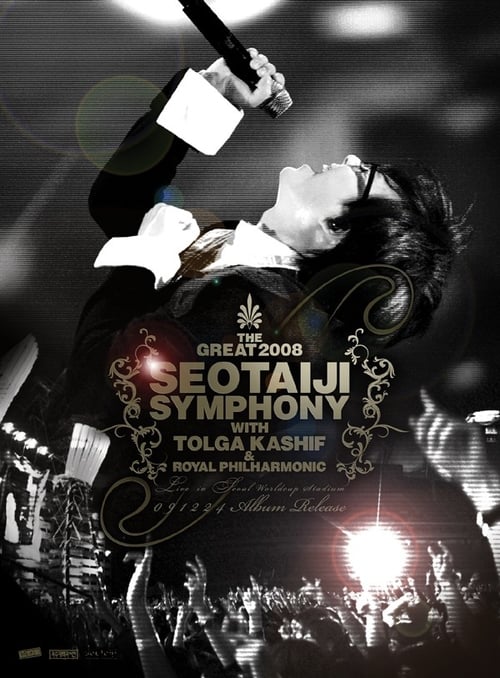 THE
GREAT 2008
SEOTAIJI
SYMPHONY
WITH
TOLGA KASHIF
&
ROYAL PHILHARMONIC
Live in Seoul Worldcup Stadium
091224 Album Release